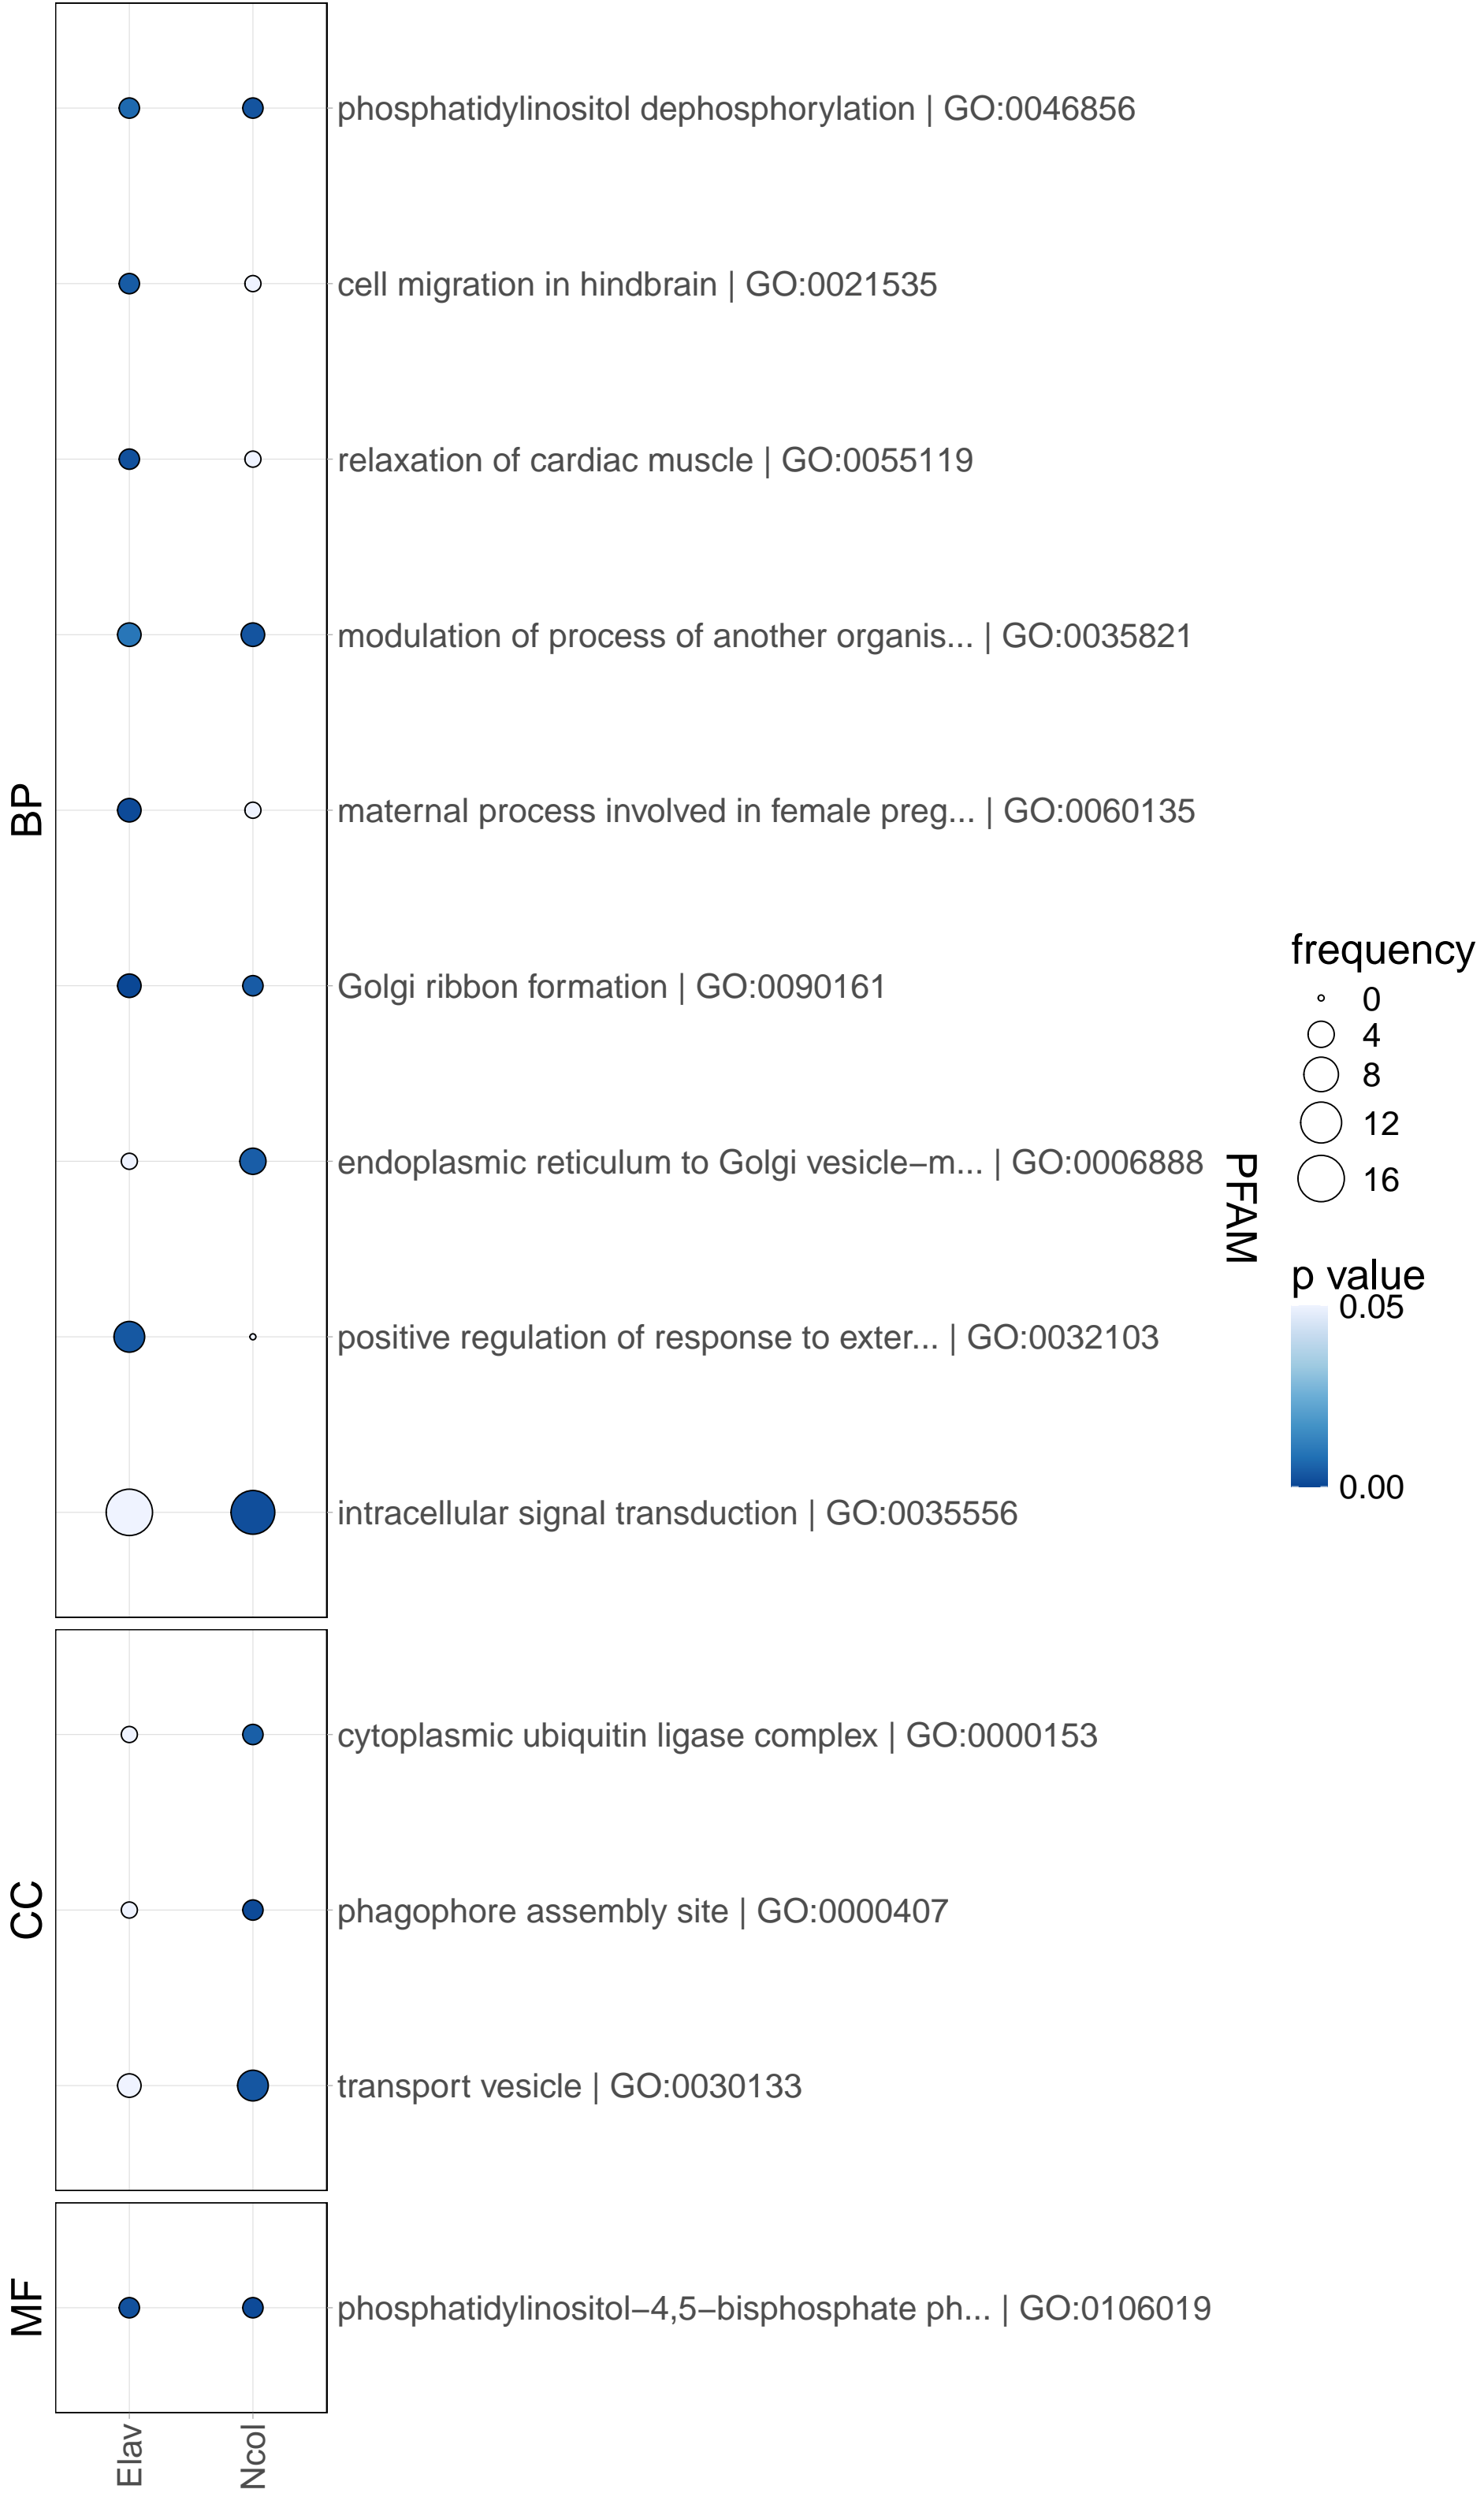 BP
phosphatidylinositol dephosphorylation | GO:0046856
cell migration in hindbrain | GO:0021535
relaxation of cardiac muscle | GO:0055119
modulation of process of another organis... | GO:0035821
maternal process involved in female preg... | GO:0060135
Golgi ribbon formation | GO:0090161
endoplasmic reticulum to Golgi vesicle−m... | GO:0006888
positive regulation of response to exter... | GO:0032103
intracellular signal transduction | GO:0035556
CC
cytoplasmic ubiquitin ligase complex | GO:0000153
phagophore assembly site | GO:0000407
transport vesicle | GO:0030133
MF
phosphatidylinositol−4,5−bisphosphate ph... | GO:0106019
Elav
Ncol
PFAM
frequency
0
4
8
12
16
p value
0.05
0.00